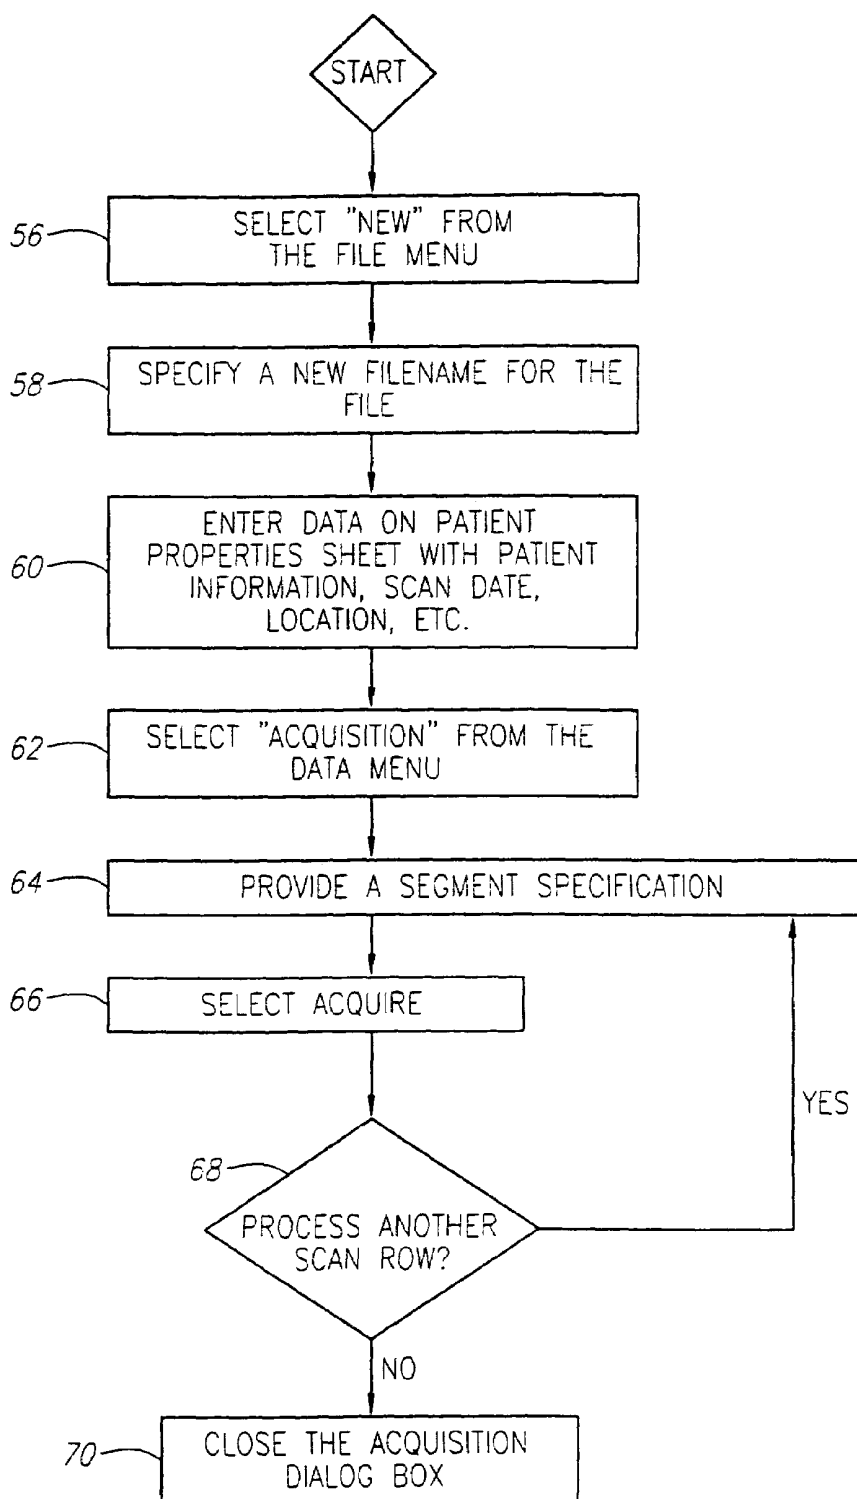 START
56
SELECT "NEW" FROM
THE FILE MENU
58
SPECIFY A NEW FILENAME FOR THE
FILE
60
ENTER DATA ON PATIENT
PROPERTIES SHEET WITH PATIENT
INFORMATION, SCAN DATE,
LOCATION, ETC.
62
SELECT "ACQUISITION" FROM THE
DATA MENU
64
PROVIDE A SEGMENT SPECIFICATION
66
SELECT ACQUIRE
YES
68
PROCESS ANOTHER
SCAN ROW?
NO
70
CLOSE THE ACQUISITION
DIALOG BOX